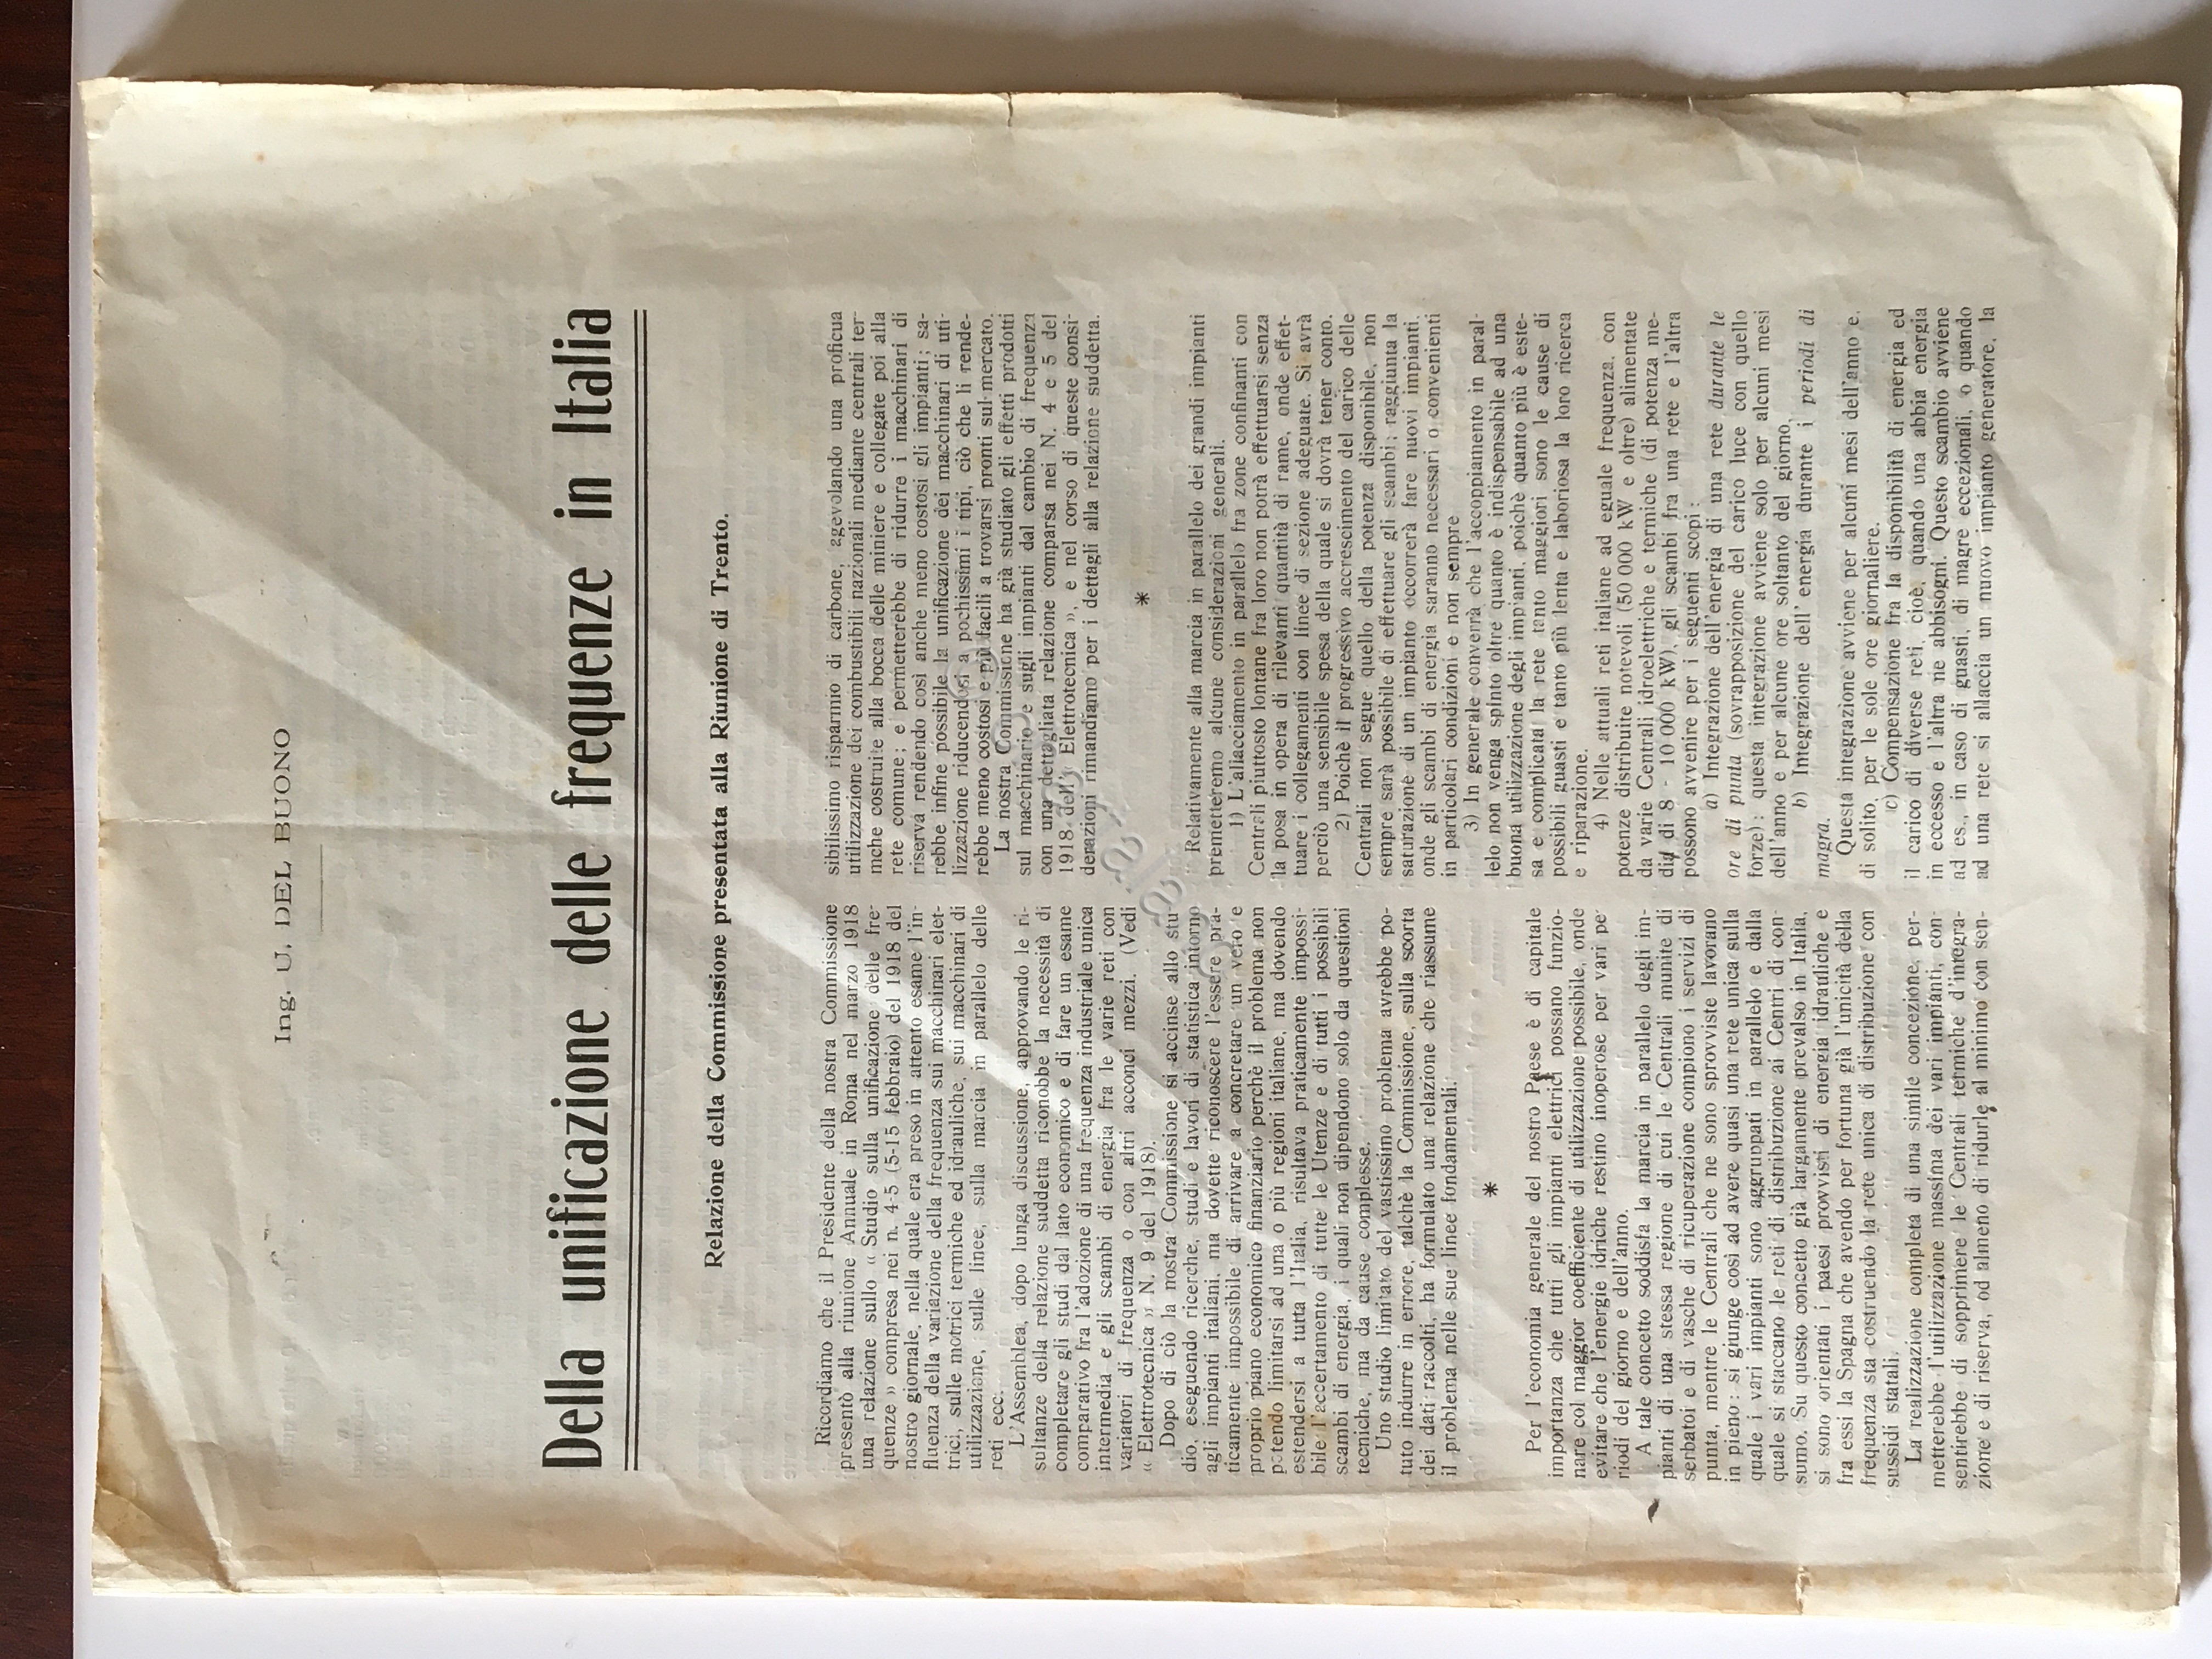 Ing. U. DEL BUONO
Della unificazione delle frequenze in Italia
Relazione della Commissione presentata alla Riunione di Trento.
Ricordiamo che il Presidente della nostra Commissione
presentò alla riunione Annuale in Roma nel marzo 1918
una relazione sullo « Studio sulla unificazione delle fre-
quenze » compresa nei n. 4-5 (5-15 febbraio) del 1918 del
nostro giornale, nella quale era preso in attento esame l'in-
fluenza della variazione della frequenza sui macchinari elet-
trici, sulle motrici termiche ed idrauliche, sui macchinari di
utilizzazione, sulle linee, sulla marcia in parallelo delle
reti ecc.
L'Assemblea, dopo lunga discussione, approvando le ri-
sultanze della relazione suddetta riconobbe la necessità di
completare gli studi dal lato economico e di fare un esame
comparativo fra l'adozione di una frequenza industriale unica
intermedia e gli scambi di energia fra le varie reti con
variatori di frequenza o con altri acconci mezzi. (Vedi
« Elettrotecnica » N. 9 del 1918).
Dopo di ciò la nostra Commissione si accinse allo stu-
dio, eseguendo ricerche, studi e lavori di statistica intorno
agli impianti italiani, ma dovette riconoscere l'essere pra-
ticamente impossibile di arrivare a concretare un vero e
proprio piano economico finanziario perchè il problema non
potendo limitarsi ad una o più regioni italiane, ma dovendo
estendersi a tutta l'Italia, risultava praticamente impossi-
bile l'accertamento di tutte le Utenze e di tutti i possibili
scambi di energia, i quali non dipendono solo da questioni
tecniche, ma da cause complesse.
Uno studio limitato del vastissimo problema avrebbe po-
tuto indurre in errore, talchè la Commissione, sulla scorta
dei dati raccolti, ha formulato una relazione che riassume
il problema nelle sue linee fondamentali.
*
Per l'economia generale del nostro Paese è di capitale
importanza che tutti gli impianti elettrici possano funzio-
nare col maggior coefficiente di utilizzazione possibile, onde
evitare che l'energie idriche restino inoperose per vari pe-
riodi del giorno e dell'anno.
A tale concetto soddisfa la marcia in parallelo degli im-
pianti di una stessa regione di cui le Centrali munite di
serbatoi e di vasche di ricuperazione compiono i servizi di
punta, mentre le Centrali che ne sono sprovviste lavorano
in pieno: si giunge così ad avere quasi una rete unica sulla
quale i vari impianti sono aggruppati in parallelo e dalla
quale si staccano le reti di distribuzione ai Centri di con-
sumo. Su questo concetto già largamente prevalso in Italia,
si sono orientati i paesi provvisti di energia idrauliche e
fra essi la Spagna che avendo per fortuna già l'unicità della
frequenza sta costruendo la rete unica di distribuzione con
sussidi statali.
La realizzazione completa di una simile concezione, per-
metterebbe l'utilizzazione massima dei vari impianti, con-
sentirebbe di sopprimere le Centrali termiche d'integra-
zione e di riserva, od almeno di ridurle al minimo con sen-
sibilissimo risparmio di carbone, agevolando una proficua
utilizzazione dei combustibili nazionali mediante centrali ter-
miche costruite alla bocca delle miniere e collegate poi alla
rete comune; e permetterebbe di ridurre i macchinari di
riserva rendendo così anche meno costosi gli impianti; sa-
rebbe infine possibile la unificazione dei macchinari di uti-
lizzazione riducendosi a pochissimi i tipi, ciò che li rende-
rebbe meno costosi e più facili a trovarsi pronti sul mercato.
La nostra Commissione ha già studiato gli effetti prodotti
sul macchinario e sugli impianti dal cambio di frequenza
con una dettagliata relazione comparsa nei N. 4 e 5 del
1918 dell'« Elettrotecnica », e nel corso di queste consi-
derazioni rimandiamo per i dettagli alla relazione suddetta.
*
Relativamente alla marcia in parallelo dei grandi impianti
premetteremo alcune considerazioni generali.
1) L'allacciamento in parallelo fra zone confinanti con
Centrali piuttosto lontane fra loro non potrà effettuarsi senza
la posa in opera di rilevanti quantità di rame, onde effet-
tuare i collegamenti con linee di sezione adeguate. Si avrà
perciò una sensibile spesa della quale si dovrà tener conto.
2) Poichè il progressivo accrescimento del carico delle
Centrali non segue quello della potenza disponibile, non
sempre sarà possibile di effettuare gli scambi; raggiunta la
saturazione di un impianto occorrerà fare nuovi impianti,
onde gli scambi di energia saranno necessari o convenienti
in particolari condizioni e non sempre
3) In generale converrà che l'accoppiamento in paral-
lelo non venga spinto oltre quanto è indispensabile ad una
buona utilizzazione degli impianti, poichè quanto più è este-
sa e complicata la rete tanto maggiori sono le cause di
possibili guasti e tanto più lenta e laboriosa la loro ricerca
e riparazione.
4) Nelle attuali reti italiane ad eguale frequenza, con
potenze distribuite notevoli (50 000 kW e oltre) alimentate
da varie Centrali idroelettriche e termiche (di potenza me-
dia di 8 - 10 000 kW), gli scambi fra una rete e l'altra
possono avvenire per i seguenti scopi:
a) Integrazione dell'energia di una rete durante le
ore di punta (sovrapposizione del carico luce con quello
forze); questa integrazione avviene solo per alcuni mesi
dell'anno e per alcune ore soltanto del giorno.
b) Integrazione dell' energia durante i periodi di
magra.
Questa integrazione avviene per alcuni mesi dell'anno e,
di solito, per le sole ore giornaliere.
c) Compensazione fra la disponibilità di energia ed
il carico di diverse reti, cioè, quando una abbia energia
in eccesso e l'altra ne abbisogni. Questo scambio avviene
ad es., in caso di guasti, di magre eccezionali, o quando
ad una rete si allaccia un nuovo impianto generatore, la